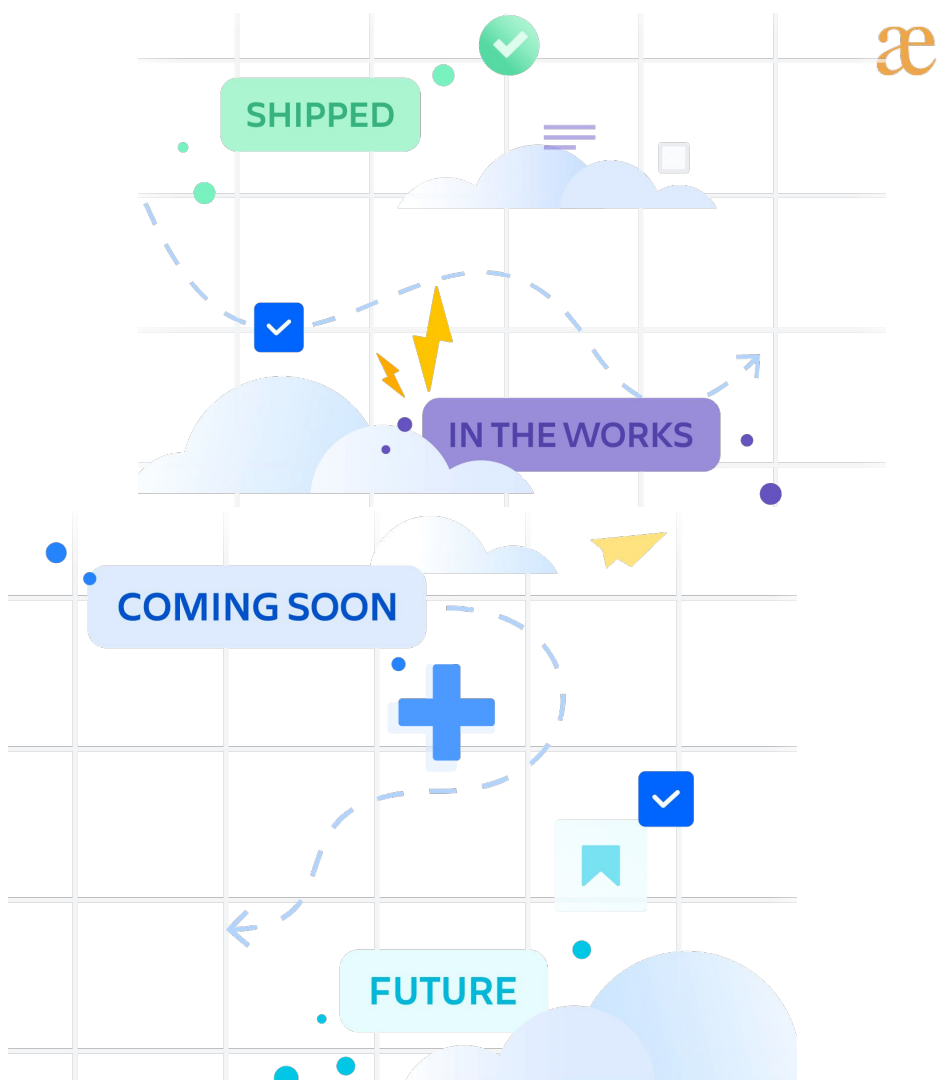 æ
SHIPPED
IN THE WORKS
COMING SOON
FUTURE